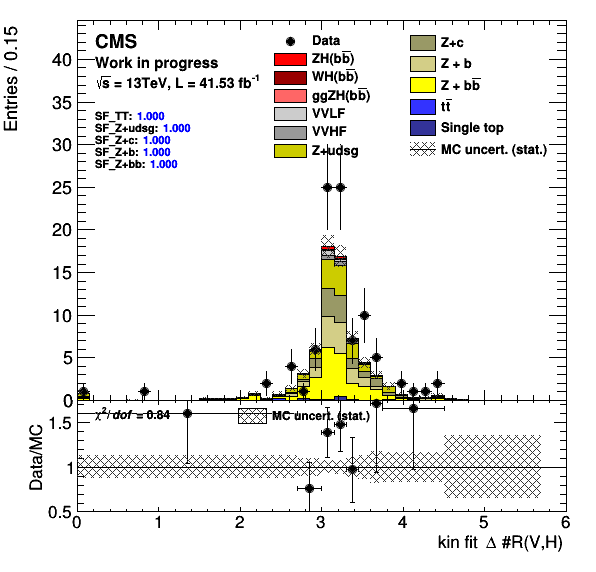 CMS
Work in progress
√s = 13TeV, L = 41.53 fb⁻¹
SF_TT: 1.000
SF_Z+udsg: 1.000
SF_Z+c: 1.000
SF_Z+b: 1.000
SF_Z+bb: 1.000
Data
ZH(bb̅)
WH(bb̅)
ggZH(bb̅)
VVLF
VVHF
Z+udsg
Z+c
Z + b
Z + bb̅
tt̅
Single top
MC uncert. (stat.)
Entries / 0.15
40
35
30
25
20
15
10
5
0
χ²/dof = 0.84
MC uncert. (stat.)
Data/MC
1.5
1
0.5
0 1 2 3 4 5 6
kin fit Δ #R(V,H)